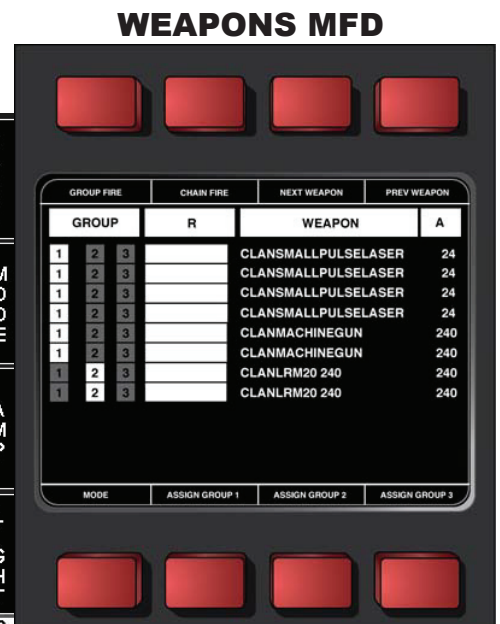 WEAPONS MFD
GROUP FIRE CHAIN FIRE NEXT WEAPON PREV WEAPON
GROUP R WEAPON A
1 2 3 CLANSMALLPULSELASER 24
1 2 3 CLANSMALLPULSELASER 24
1 2 3 CLANSMALLPULSELASER 24
1 2 3 CLANSMALLPULSELASER 24
1 2 3 CLANMACHINEGUN 240
1 2 3 CLANMACHINEGUN 240
1 2 3 CLANLRM20 240 240
1 2 3 CLANLRM20 240 240
MODE ASSIGN GROUP 1 ASSIGN GROUP 2 ASSIGN GROUP 3